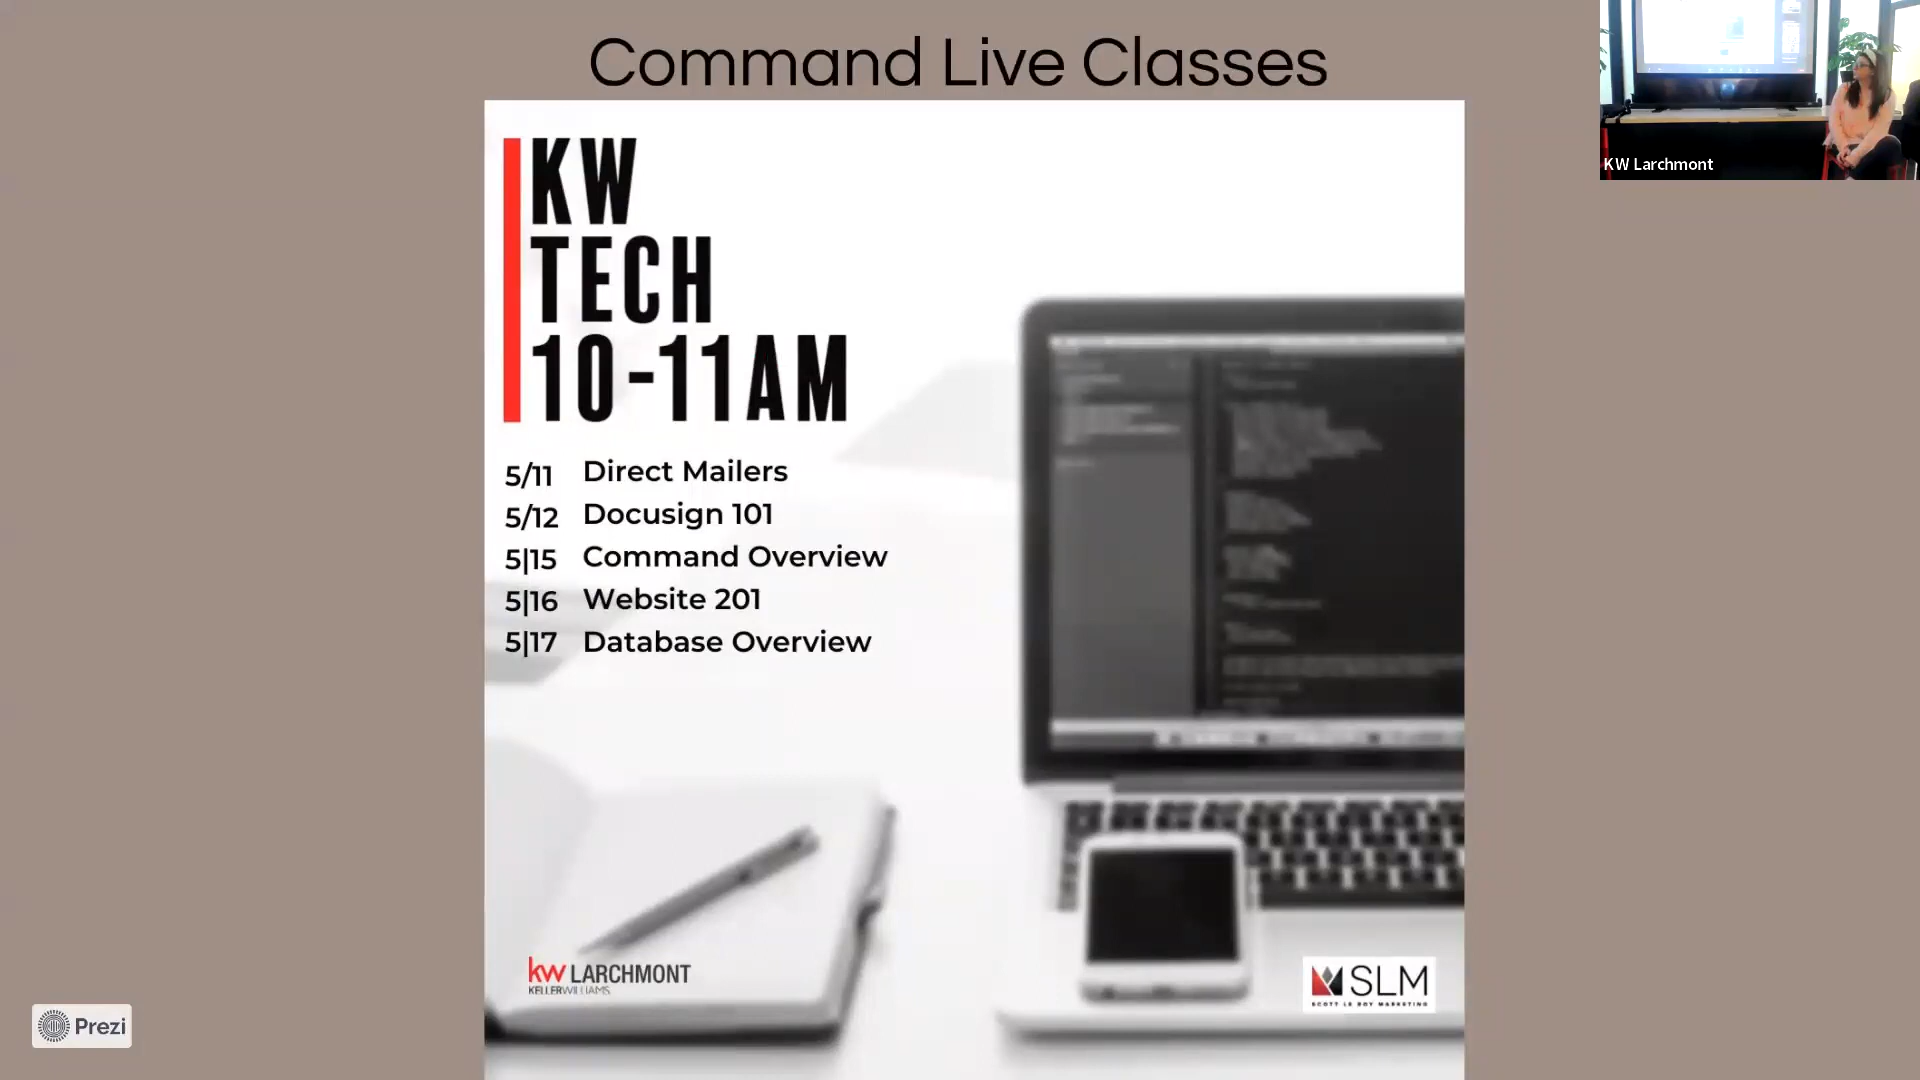 Command Live Classes
KW
TECH
10-11AM
5/11 Direct Mailers
5/12 Docusign 101
5|15 Command Overview
5|16 Website 201
5|17 Database Overview
kw LARCHMONT
KELLERWILLIAMS
SLM
SCOTT LE ROY MARKETING
Prezi
KW Larchmont